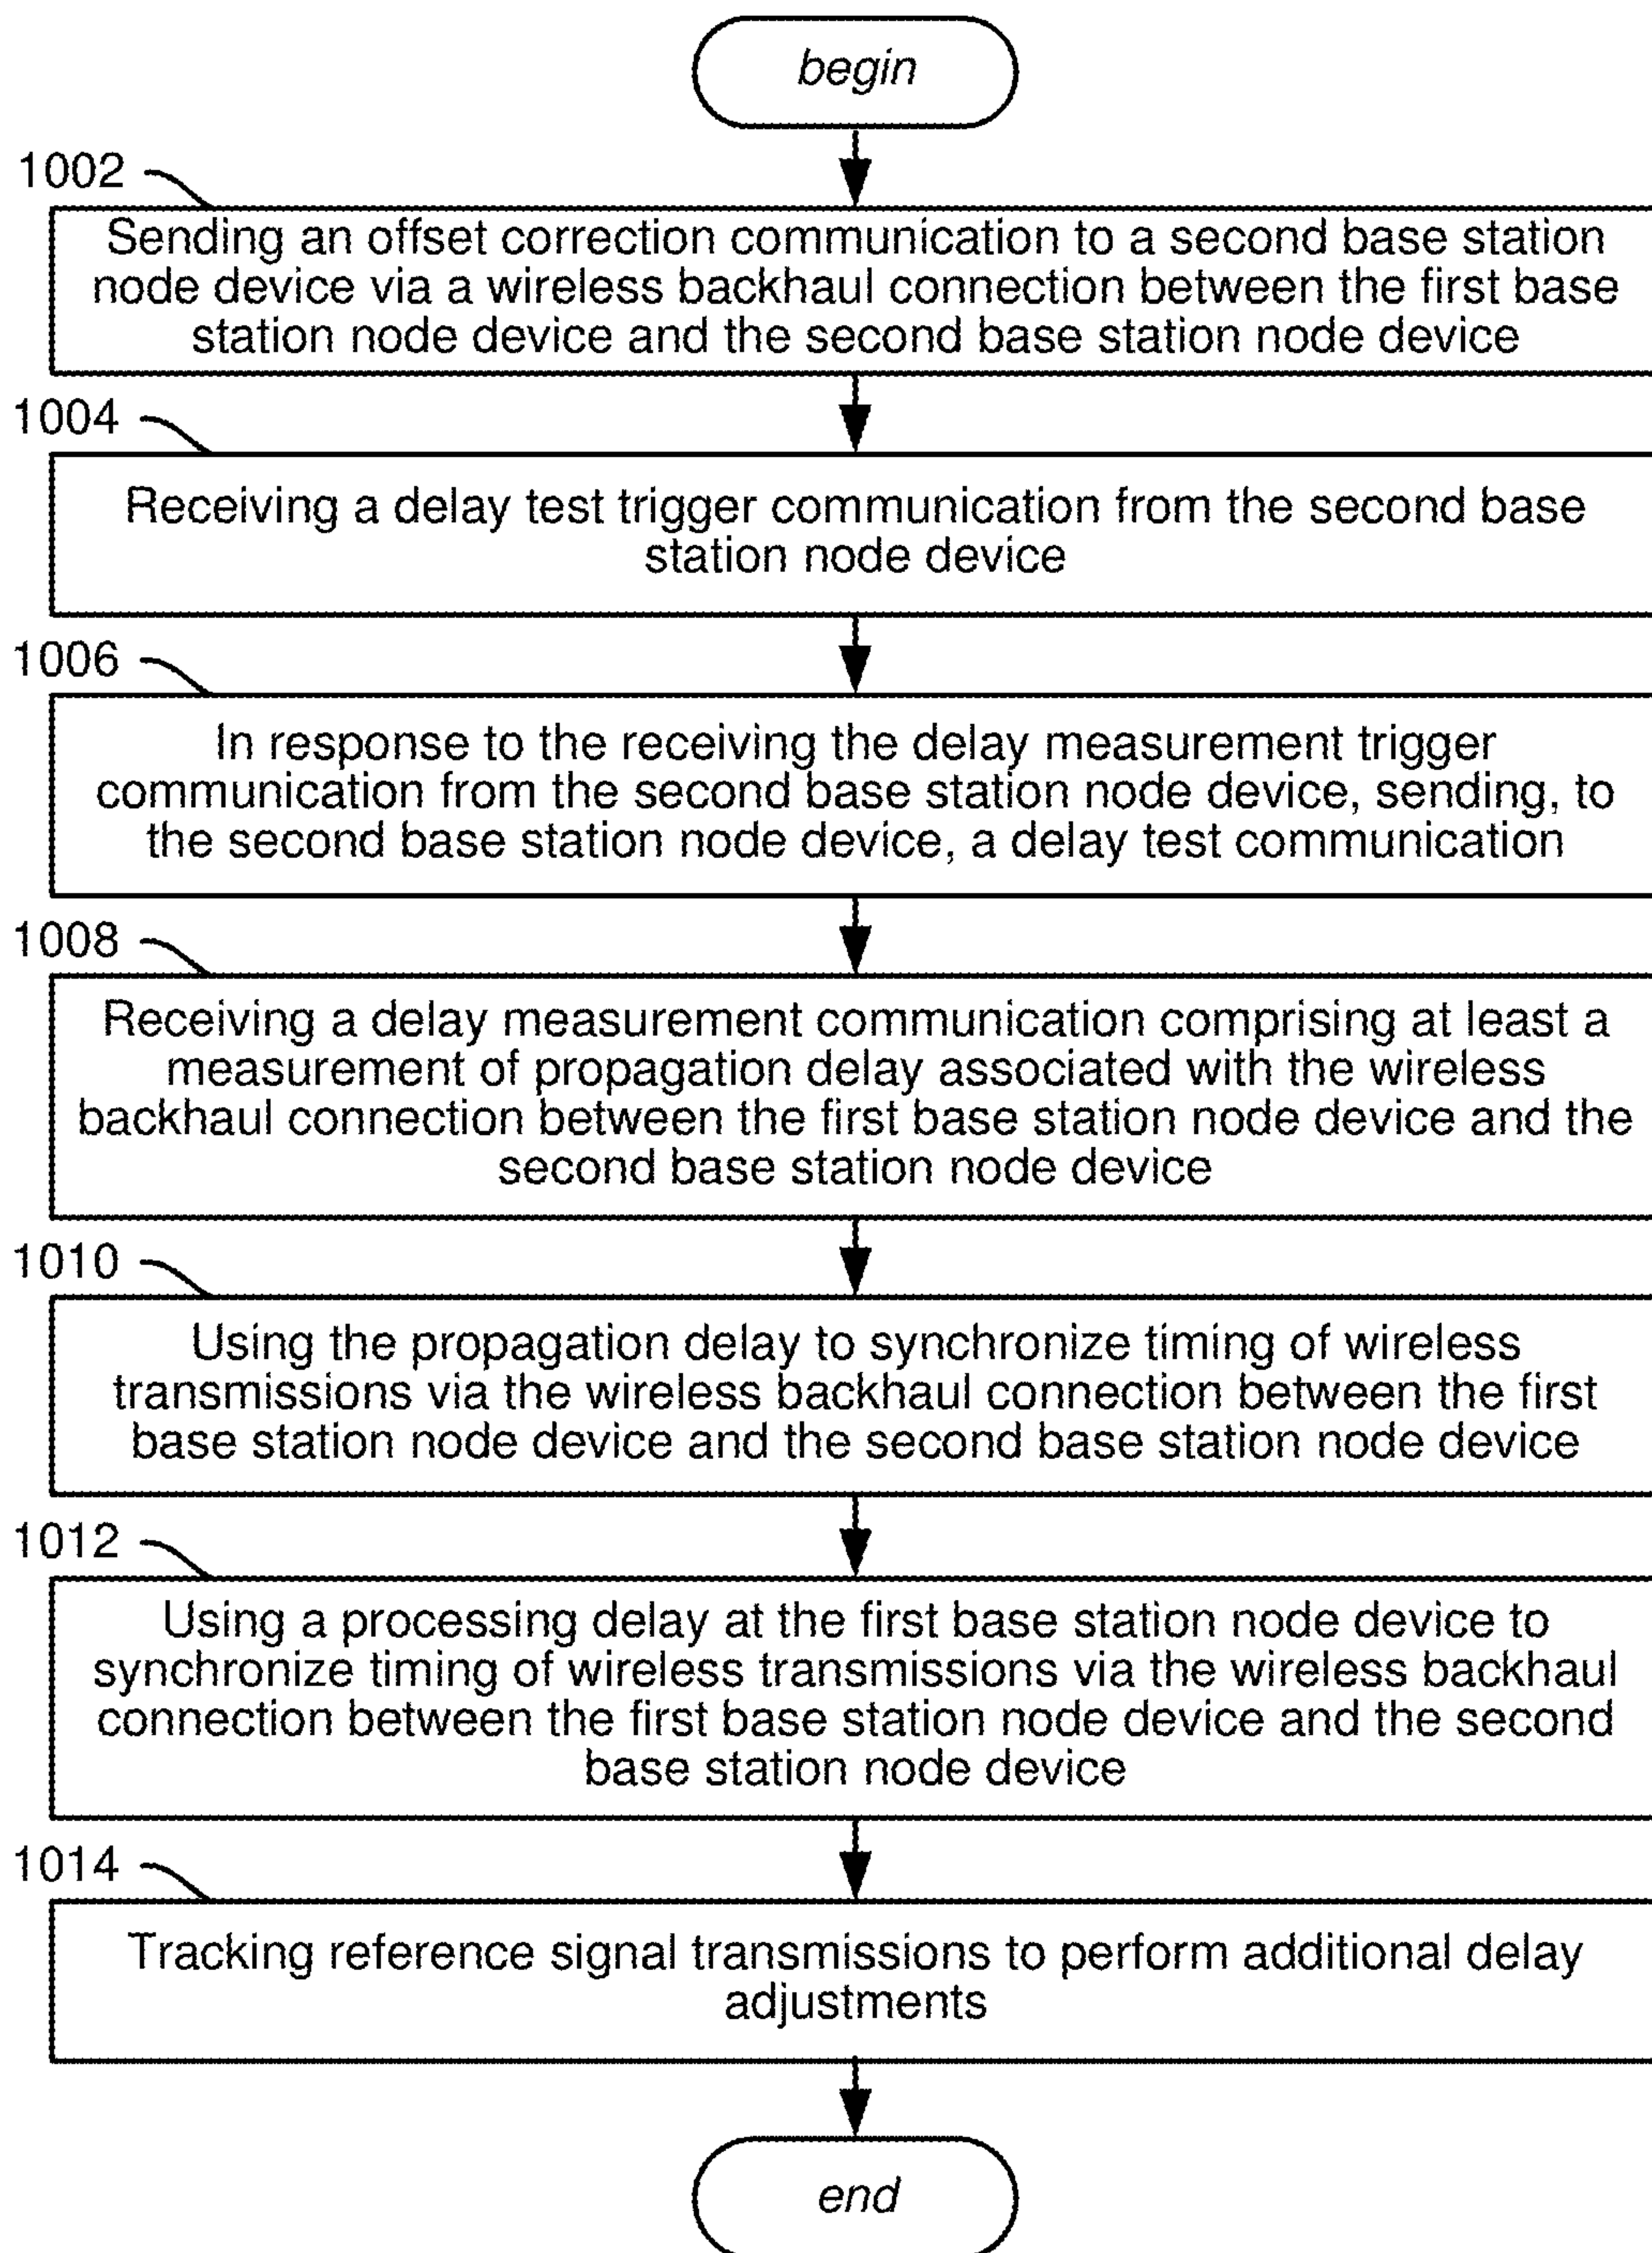 begin
1002
Sending an offset correction communication to a second base station
node device via a wireless backhaul connection between the first base
station node device and the second base station node device
1004
Receiving a delay test trigger communication from the second base
station node device
1006
In response to the receiving the delay measurement trigger
communication from the second base station node device, sending, to
the second base station node device, a delay test communication
1008
Receiving a delay measurement communication comprising at least a
measurement of propagation delay associated with the wireless
backhaul connection between the first base station node device and the
second base station node device
1010
Using the propagation delay to synchronize timing of wireless
transmissions via the wireless backhaul connection between the first
base station node device and the second base station node device
1012
Using a processing delay at the first base station node device to
synchronize timing of wireless transmissions via the wireless backhaul
connection between the first base station node device and the second
base station node device
1014
Tracking reference signal transmissions to perform additional delay
adjustments
end